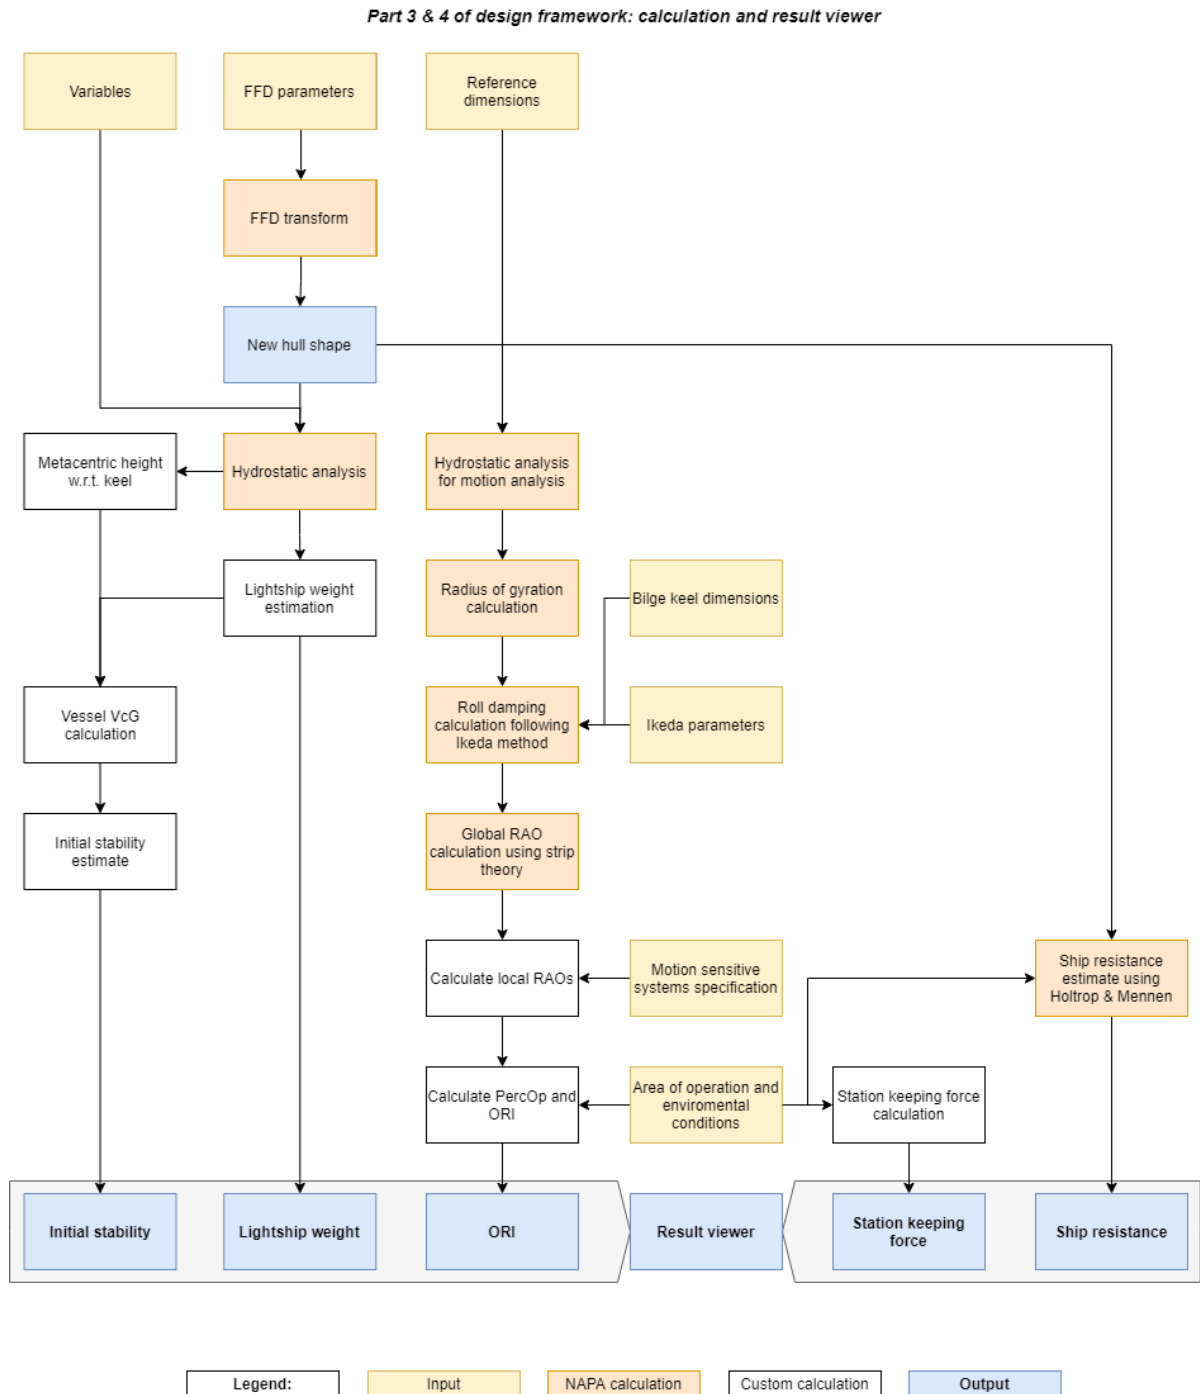 Part 3 & 4 of design framework: calculation and result viewer
Variables
FFD parameters
Reference
dimensions
FFD transform
New hull shape
Metacentric height
w.r.t. keel
Hydrostatic analysis
Hydrostatic analysis
for motion analysis
Lightship weight
estimation
Radius of gyration
calculation
Bilge keel dimensions
Vessel VcG
calculation
Roll damping
calculation following
Ikeda method
Ikeda parameters
Initial stability
estimate
Global RAO
calculation using strip
theory
Calculate local RAOs
Motion sensitive
systems specification
Ship resistance
estimate using
Holtrop & Mennen
Calculate PercOp and
ORI
Area of operation and
enviromental
conditions
Station keeping force
calculation
Initial stability
Lightship weight
ORI
Result viewer
Station keeping
force
Ship resistance
Legend:
Input
NAPA calculation
Custom calculation
Output